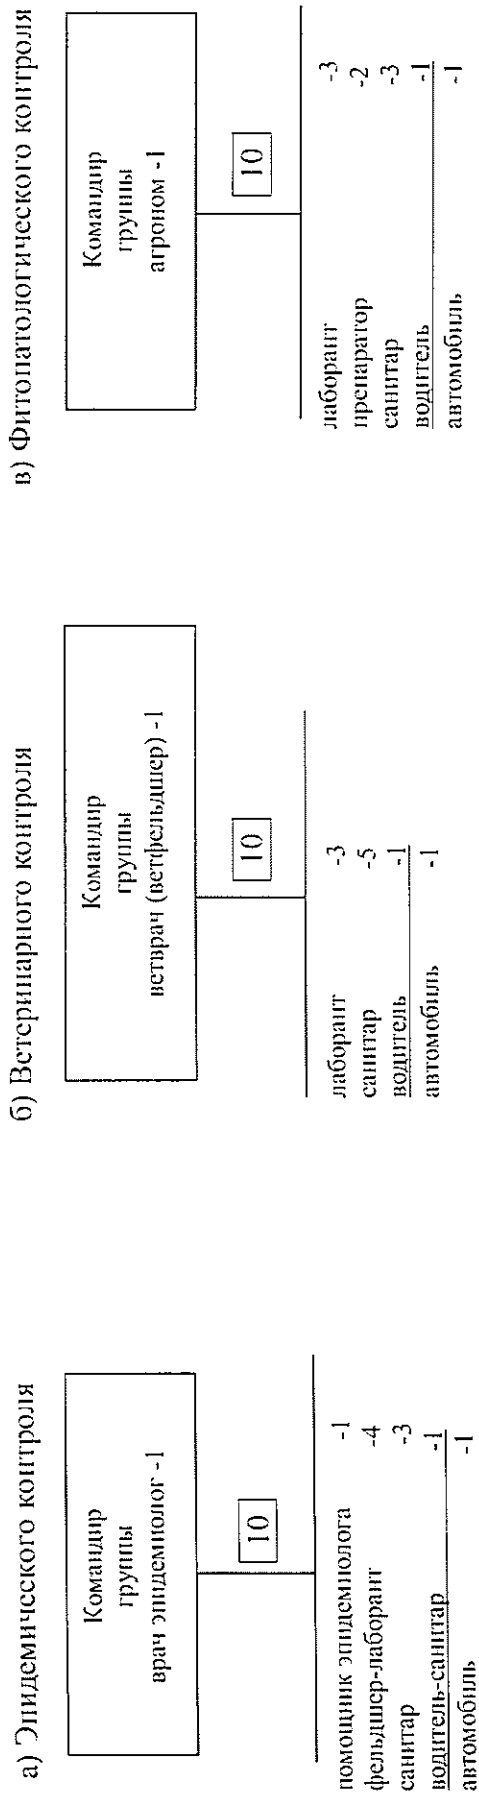 а) Эпидемического контроля
Командир
группы
врач эпидемиолог -1
10
помощник эпидемиолога -1
фельдшер-лаборант -4
санитар -3
водитель-санитар -1
автомобиль -1
б) Ветеринарного контроля
Командир
группы
ветврач (ветфельдшер) -1
10
лаборант -3
санитар -5
водитель -1
автомобиль -1
в) Фитопатологического контроля
Командир
группы
агроном -1
10
лаборант -3
препаратор -2
санитар -3
водитель -1
автомобиль -1